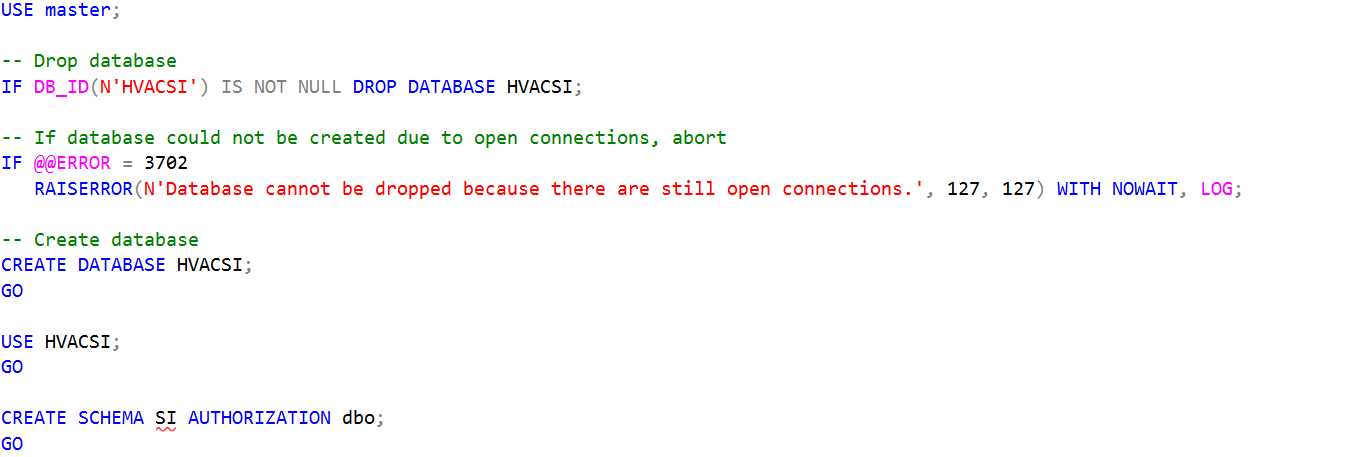 USE master;
-- Drop database
IF DB_ID(N'HVACSI') IS NOT NULL DROP DATABASE HVACSI;
-- If database could not be created due to open connections, abort
IF @@ERROR = 3702
RAISERROR(N'Database cannot be dropped because there are still open connections.', 127, 127) WITH NOWAIT, LOG;
-- Create database
CREATE DATABASE HVACSI;
GO
USE HVACSI;
GO
CREATE SCHEMA SI AUTHORIZATION dbo;
GO